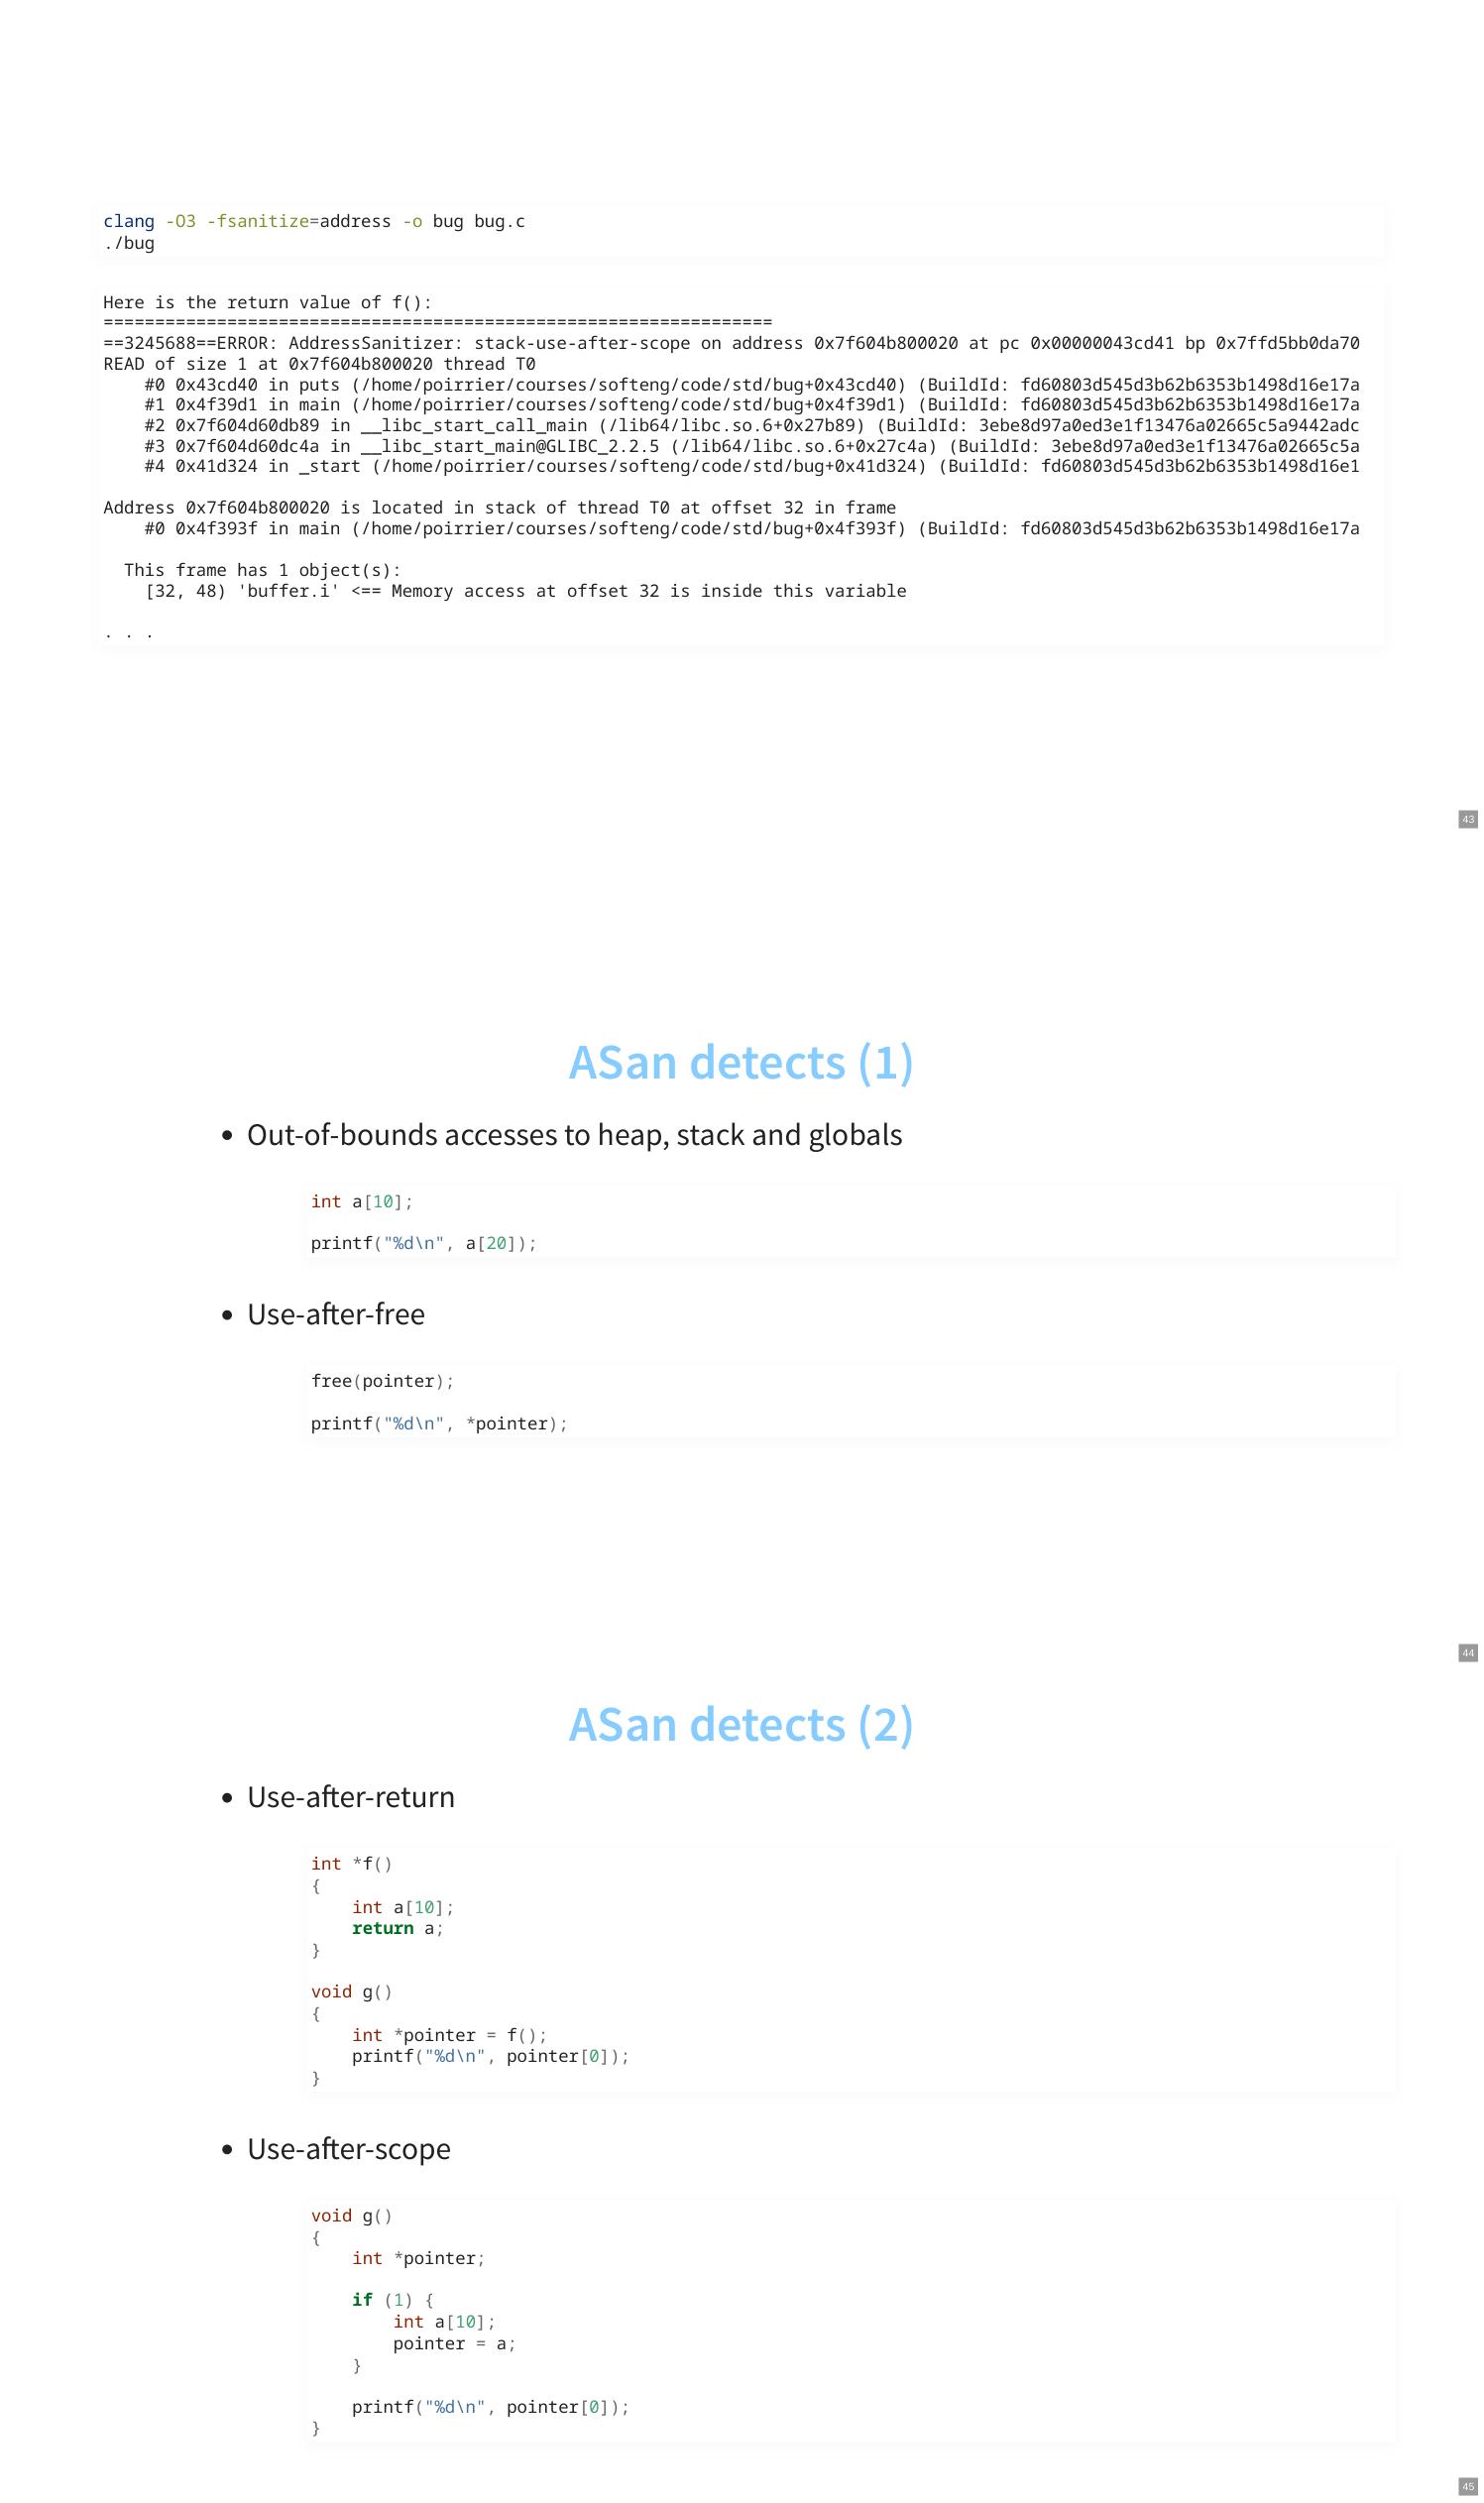 clang -O3 -fsanitize=address -o bug bug.c
./bug
Here is the return value of f():
=================================================================
==3245688==ERROR: AddressSanitizer: stack-use-after-scope on address 0x7f604b800020 at pc 0x00000043cd41 bp 0x7ffd5bb0da70
READ of size 1 at 0x7f604b800020 thread T0
    #0 0x43cd40 in puts (/home/poirrier/courses/softeng/code/std/bug+0x43cd40) (BuildId: fd60803d545d3b62b6353b1498d16e17a
    #1 0x4f39d1 in main (/home/poirrier/courses/softeng/code/std/bug+0x4f39d1) (BuildId: fd60803d545d3b62b6353b1498d16e17a
    #2 0x7f604d60db89 in __libc_start_call_main (/lib64/libc.so.6+0x27b89) (BuildId: 3ebe8d97a0ed3e1f13476a02665c5a9442adc
    #3 0x7f604d60dc4a in __libc_start_main@GLIBC_2.2.5 (/lib64/libc.so.6+0x27c4a) (BuildId: 3ebe8d97a0ed3e1f13476a02665c5a
    #4 0x41d324 in _start (/home/poirrier/courses/softeng/code/std/bug+0x41d324) (BuildId: fd60803d545d3b62b6353b1498d16e1
Address 0x7f604b800020 is located in stack of thread T0 at offset 32 in frame
    #0 0x4f393f in main (/home/poirrier/courses/softeng/code/std/bug+0x4f393f) (BuildId: fd60803d545d3b62b6353b1498d16e17a
  This frame has 1 object(s):
    [32, 48) 'buffer.i' <== Memory access at offset 32 is inside this variable
. . .
43
ASan detects (1)
• Out-of-bounds accesses to heap, stack and globals
int a[10];
printf("%d\n", a[20]);
• Use-after-free
free(pointer);
printf("%d\n", *pointer);
44
ASan detects (2)
• Use-after-return
int *f()
{
    int a[10];
    return a;
}
void g()
{
    int *pointer = f();
    printf("%d\n", pointer[0]);
}
• Use-after-scope
void g()
{
    int *pointer;
    if (1) {
        int a[10];
        pointer = a;
    }
    printf("%d\n", pointer[0]);
}
45